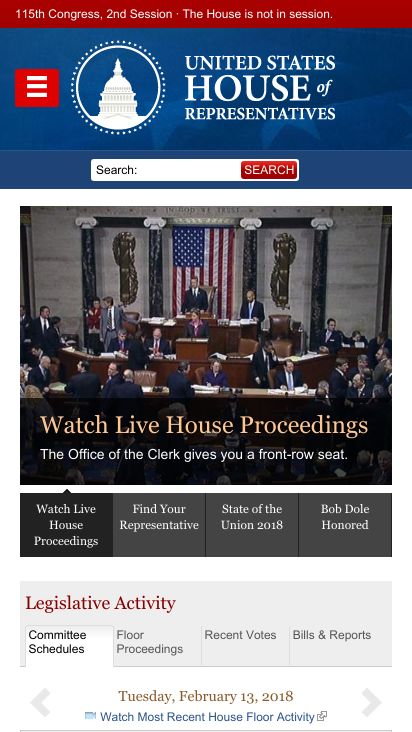 115th Congress, 2nd Session · The House is not in session.
UNITED STATES
HOUSE of
REPRESENTATIVES
Search:
SEARCH
IN GOD WE TRUST
Watch Live House Proceedings
The Office of the Clerk gives you a front-row seat.
Watch Live
House
Proceedings
Find Your
Representative
State of the
Union 2018
Bob Dole
Honored
Legislative Activity
Committee
Schedules
Floor
Proceedings
Recent Votes
Bills & Reports
Tuesday, February 13, 2018
Watch Most Recent House Floor Activity